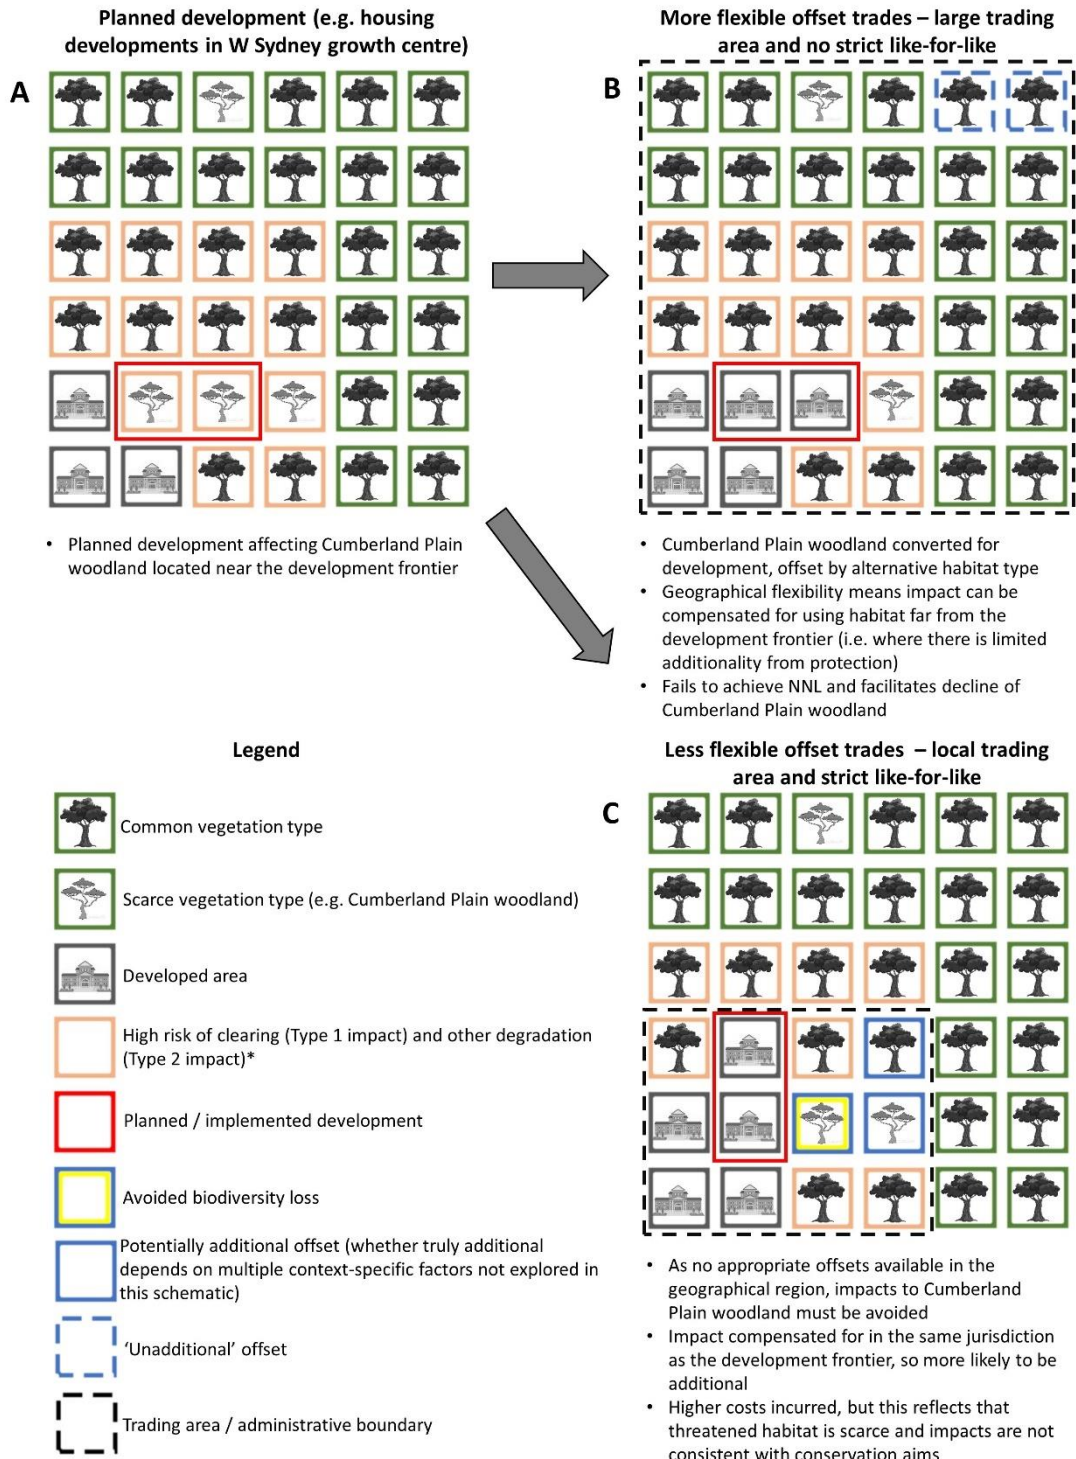 Planned development (e.g. housing
developments in W Sydney growth centre)
A
• Planned development affecting Cumberland Plain
woodland located near the development frontier
More flexible offset trades – large trading
area and no strict like-for-like
B
• Cumberland Plain woodland converted for
development, offset by alternative habitat type
• Geographical flexibility means impact can be
compensated for using habitat far from the
development frontier (i.e. where there is limited
additionality from protection)
• Fails to achieve NNL and facilitates decline of
Cumberland Plain woodland
Legend
Common vegetation type
Scarce vegetation type (e.g. Cumberland Plain woodland)
Developed area
High risk of clearing (Type 1 impact) and other degradation
(Type 2 impact)*
Planned / implemented development
Avoided biodiversity loss
Potentially additional offset (whether truly additional
depends on multiple context-specific factors not explored in
this schematic)
‘Unadditional’ offset
Trading area / administrative boundary
Less flexible offset trades – local trading
area and strict like-for-like
C
• As no appropriate offsets available in the
geographical region, impacts to Cumberland
Plain woodland must be avoided
• Impact compensated for in the same jurisdiction
as the development frontier, so more likely to be
additional
• Higher costs incurred, but this reflects that
threatened habitat is scarce and impacts are not
consistent with conservation aims